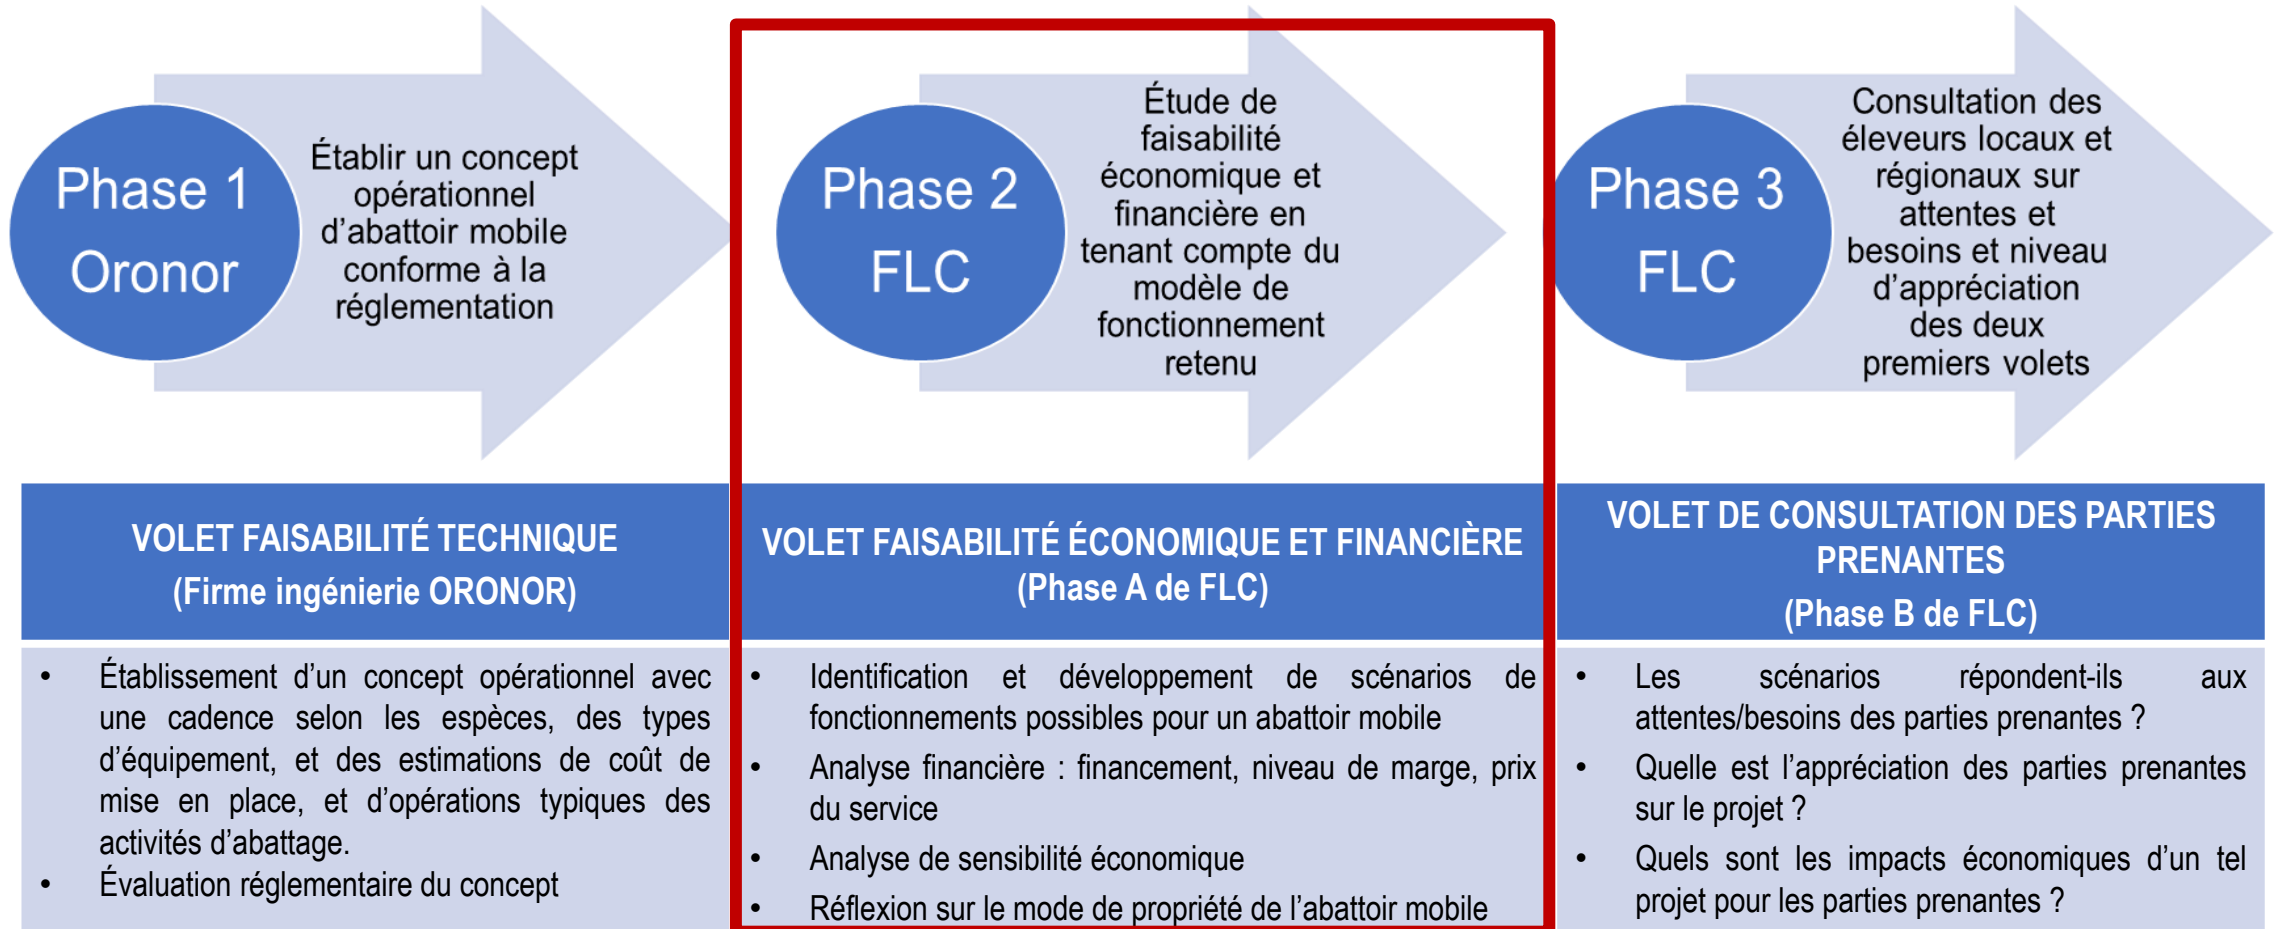 Phase 1
Oronor
Établir un concept
opérationnel
d’abattoir mobile
conforme à la
réglementation
Phase 2
FLC
Étude de
faisabilité
économique et
financière en
tenant compte du
modèle de
fonctionnement
retenu
Phase 3
FLC
Consultation des
éleveurs locaux et
régionaux sur
attentes et
besoins et niveau
d’appréciation
des deux
premiers volets
VOLET FAISABILITÉ TECHNIQUE
(Firme ingénierie ORONOR)
• Établissement d’un concept opérationnel avec
une cadence selon les espèces, des types
d’équipement, et des estimations de coût de
mise en place, et d’opérations typiques des
activités d’abattage.
• Évaluation réglementaire du concept
VOLET FAISABILITÉ ÉCONOMIQUE ET FINANCIÈRE
(Phase A de FLC)
• Identification et développement de scénarios de
fonctionnements possibles pour un abattoir mobile
• Analyse financière : financement, niveau de marge, prix
du service
• Analyse de sensibilité économique
• Réflexion sur le mode de propriété de l’abattoir mobile
VOLET DE CONSULTATION DES PARTIES
PRENANTES
(Phase B de FLC)
• Les scénarios répondent-ils aux
attentes/besoins des parties prenantes ?
• Quelle est l’appréciation des parties prenantes
sur le projet ?
• Quels sont les impacts économiques d’un tel
projet pour les parties prenantes ?